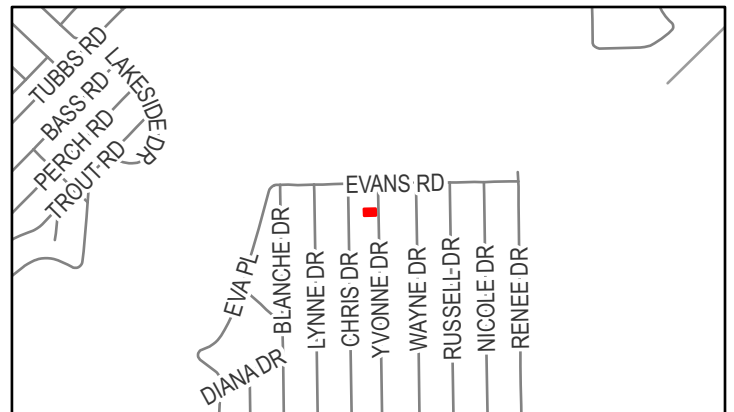 TUBBS RD
LAKESIDE DR
BASS RD
PERCH RD
TROUT RD
EVANS RD
EVA PL
BLANCHE DR
LYNNE DR
CHRIS DR
YVONNE DR
WAYNE DR
RUSSELL DR
NICOLE DR
RENEE DR
DIANA DR